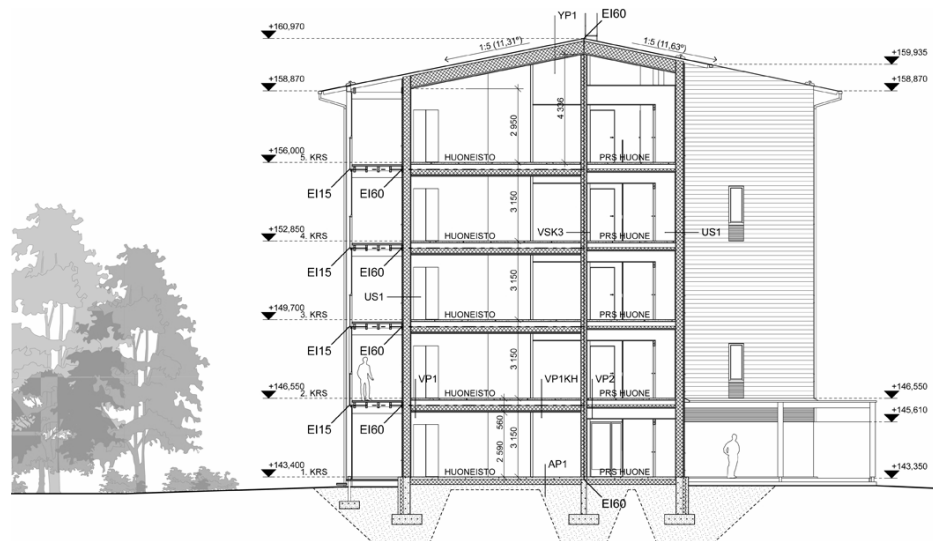 YP1
EI60
+160,970
1:5 (11,31°)
1:5 (11,63°)
+159,935
+158,870
+158,870
2 950
4 336
+156,000
5. KRS
HUONEISTO
PRS HUONE
EI15
EI60
3 150
VSK3
US1
+152,850
4. KRS
HUONEISTO
PRS HUONE
EI15
EI60
US1
3 150
+149,700
3. KRS
HUONEISTO
PRS HUONE
EI15
EI60
3 150
VP1
VP1KH
VP2
+146,550
2. KRS
HUONEISTO
PRS HUONE
+146,550
+145,610
EI15
EI60
560
2 590
3 150
AP1
+143,400
1. KRS
HUONEISTO
PRS HUONE
+143,350
EI60